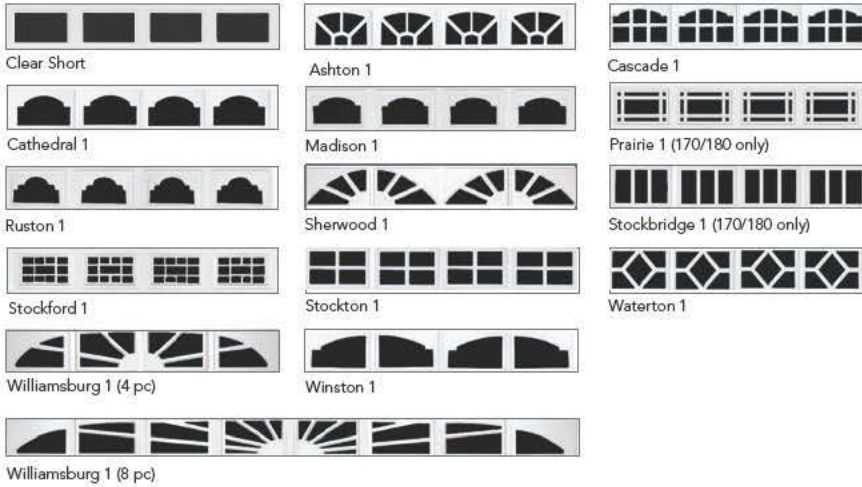 Clear Short
Ashton 1
Cascade 1
Cathedral 1
Madison 1
Prairie 1 (170/180 only)
Ruston 1
Sherwood 1
Stockbridge 1 (170/180 only)
Stockford 1
Stockton 1
Waterton 1
Williamsburg 1 (4 pc)
Winston 1
Williamsburg 1 (8 pc)